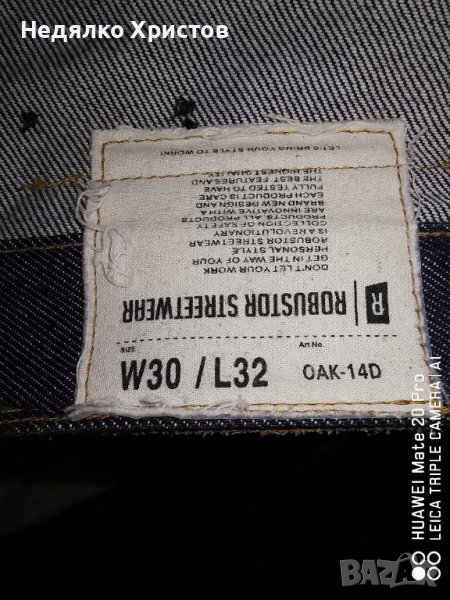 Недялко Христов
R ROBUSTOR STREETWEAR
DON'T LET YOUR WORK
GET IN THE WAY OF YOUR
PERSONAL STYLE.
ROBUSTOR STREETWEAR
IS A REVOLUTIONARY
COLLECTION OF SAFETY
PRODUCTS. ALL PRODUCTS
ARE INNOVATIVE WITH A
BRAND NEW DESIGN AND
EACH PRODUCT IS CARE
FULLY TESTED TO HAVE
THE BEST FEATURES AND
THE HIGHEST QUALITY.
LET'S BRING YOUR STYLE TO WORK!
SIZE Art No.
W30 / L32 OAK-14D
HUAWEI Mate 20 Pro
LEICA TRIPLE CAMERA | AI
BAZAR